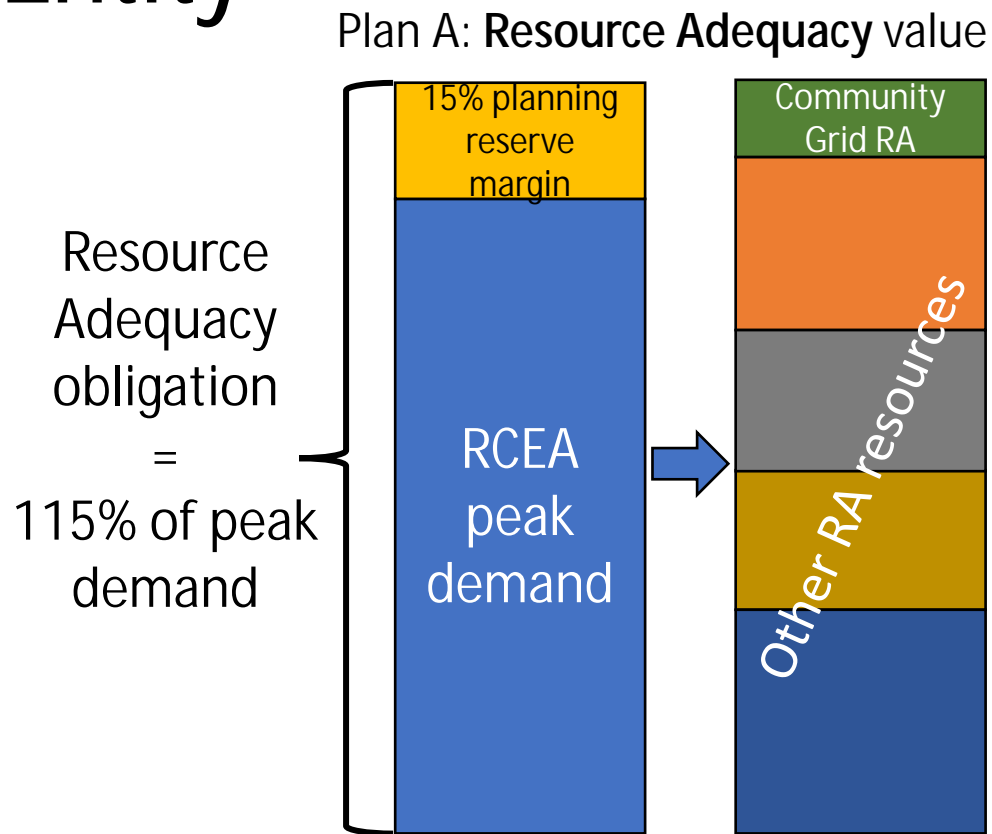 Entity
Plan A: Resource Adequacy value
Resource
Adequacy
obligation
=
115% of peak
demand
15% planning
reserve
margin
RCEA
peak
demand
Community
Grid RA
Other RA resources